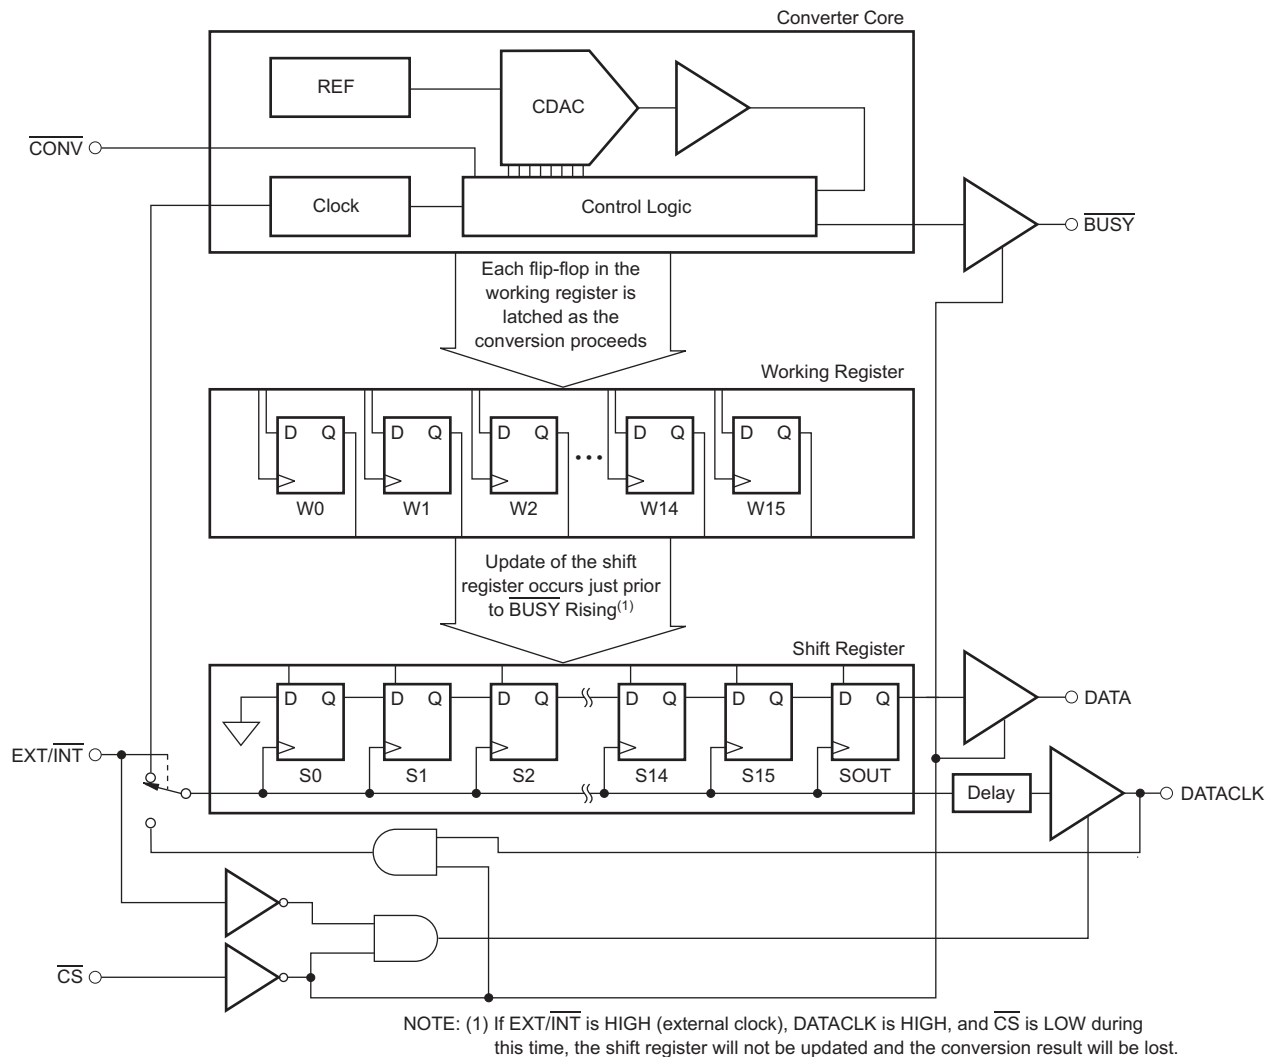 Converter Core
REF
CDAC
CONV
Clock
Control Logic
BUSY
Each flip-flop in the
working register is
latched as the
conversion proceeds
Working Register
D Q D Q D Q D Q D Q
W0 W1 W2 ••• W14 W15
Update of the shift
register occurs just prior
to BUSY Rising(1)
Shift Register
D Q D Q D Q D Q D Q D Q
DATA
EXT/INT
S0 S1 S2 S14 S15 SOUT
Delay
DATACLK
CS
NOTE: (1) If EXT/INT is HIGH (external clock), DATACLK is HIGH, and CS is LOW during
this time, the shift register will not be updated and the conversion result will be lost.